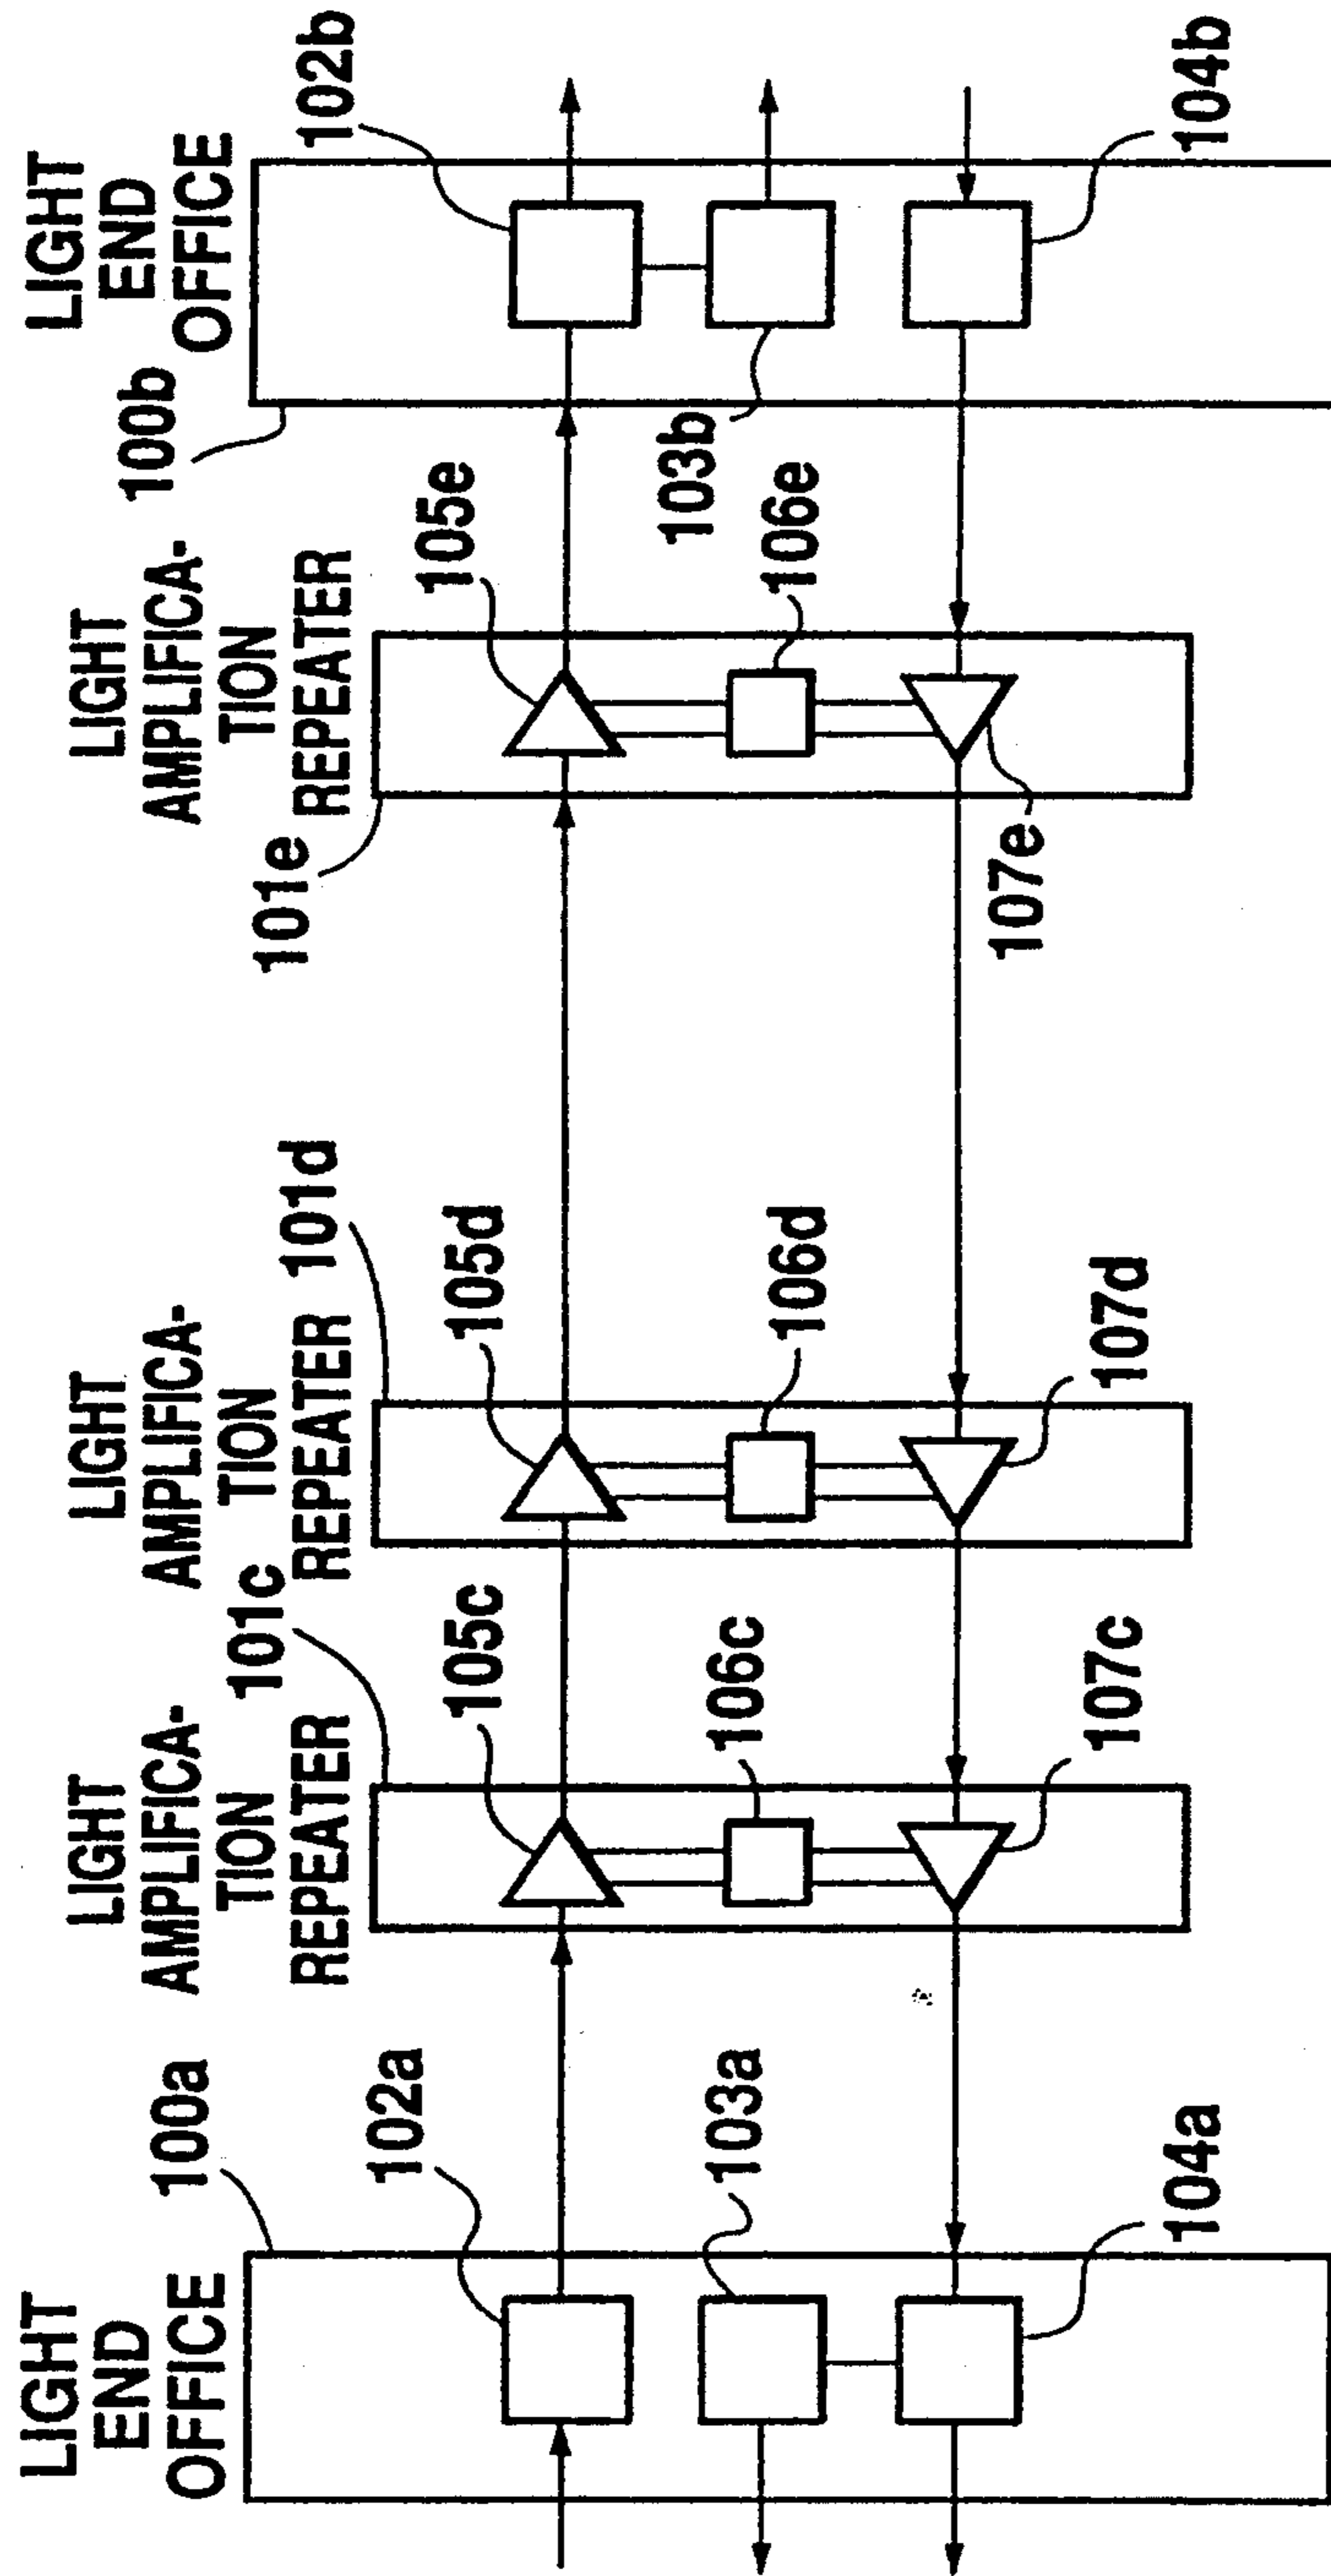 LIGHT
END
OFFICE
100a
102a
103a
104a
LIGHT
AMPLIFICA-
TION
REPEATER
101c
105c
106c
107c
LIGHT
AMPLIFICA-
TION
REPEATER
101d
105d
106d
107d
LIGHT
AMPLIFICA-
TION
REPEATER
101e
105e
106e
107e
LIGHT
END
OFFICE
100b
102b
103b
104b